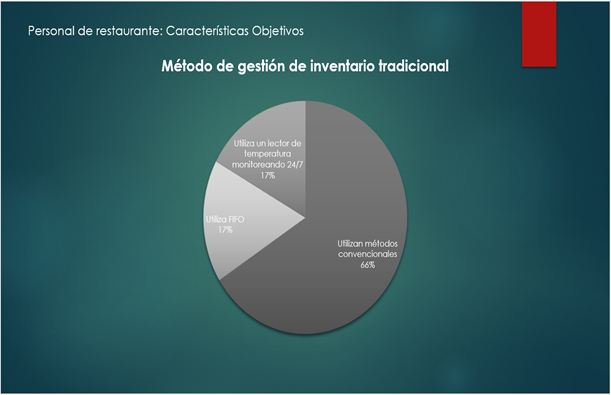 Personal de restaurante: Características Objetivos
Método de gestión de inventario tradicional
Utiliza un lector de
temperatura
monitoreando 24/7
17%
Utiliza FIFO
17%
Utilizan métodos
convencionales
66%